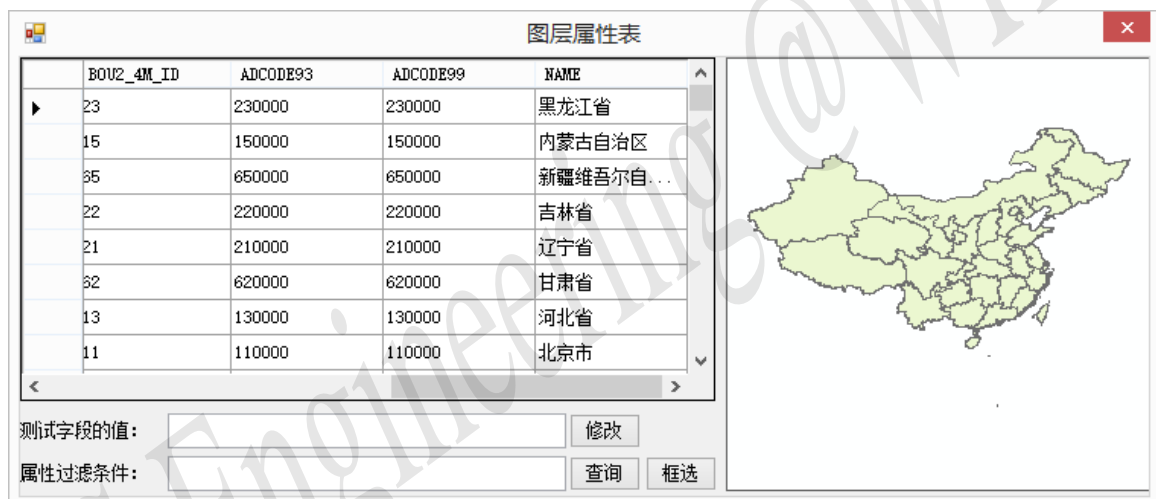 图层属性表
BOU2_4M_ID ADCODE93 ADCODE99 NAME
23 230000 230000 黑龙江省
15 150000 150000 内蒙古自治区
65 650000 650000 新疆维吾尔自...
22 220000 220000 吉林省
21 210000 210000 辽宁省
62 620000 620000 甘肃省
13 130000 130000 河北省
11 110000 110000 北京市
测试字段的值: 修改
属性过滤条件: 查询 框选
Engineering @